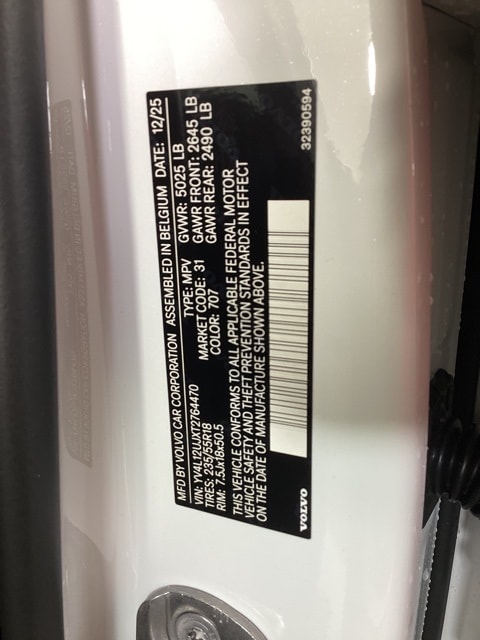 MFD BY VOLVO CAR CORPORATION ASSEMBLED IN BELGIUM DATE: 12/25
VIN: YV4L12UJXT2764470 TYPE: MPV GVWR: 5025 LB
TIRES: 235/55R18 MARKET CODE: 31 GAWR FRONT: 2645 LB
RIM: 7.5Jx18x50.5 COLOR: 707 GAWR REAR: 2490 LB
THIS VEHICLE CONFORMS TO ALL APPLICABLE FEDERAL MOTOR
VEHICLE SAFETY AND THEFT PREVENTION STANDARDS IN EFFECT
ON THE DATE OF MANUFACTURE SHOWN ABOVE.
VOLVO 32390594